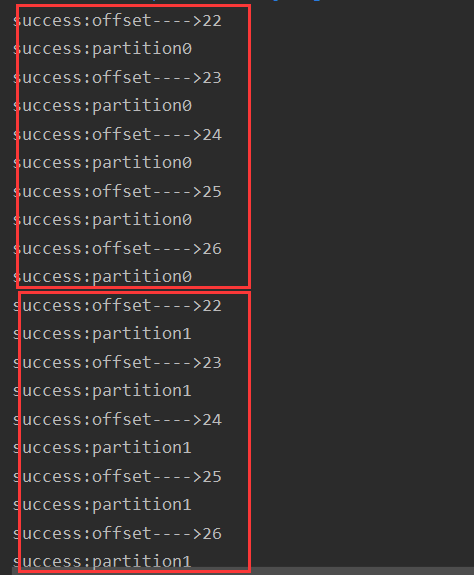 success:offset---->22
success:partition0
success:offset---->23
success:partition0
success:offset---->24
success:partition0
success:offset---->25
success:partition0
success:offset---->26
success:partition0
success:offset---->22
success:partition1
success:offset---->23
success:partition1
success:offset---->24
success:partition1
success:offset---->25
success:partition1
success:offset---->26
success:partition1